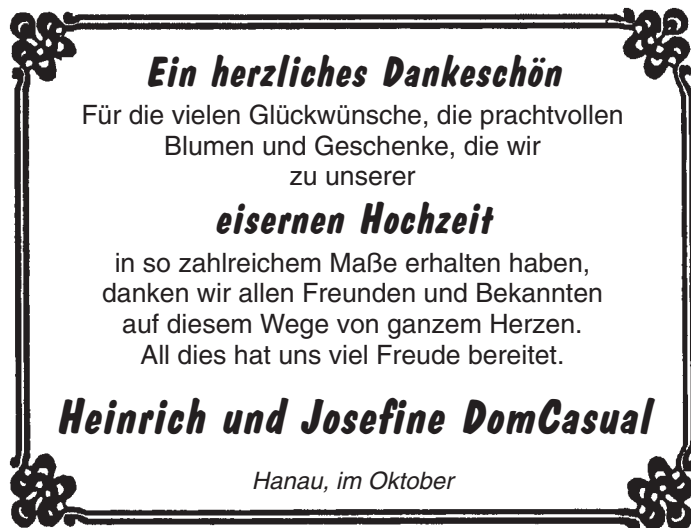 Ein herzliches Dankeschön
Für die vielen Glückwünsche, die prachtvollen
Blumen und Geschenke, die wir
zu unserer
eisernen Hochzeit
in so zahlreichem Maße erhalten haben,
danken wir allen Freunden und Bekannten
auf diesem Wege von ganzem Herzen.
All dies hat uns viel Freude bereitet.
Heinrich und Josefine DomCasual
Hanau, im Oktober